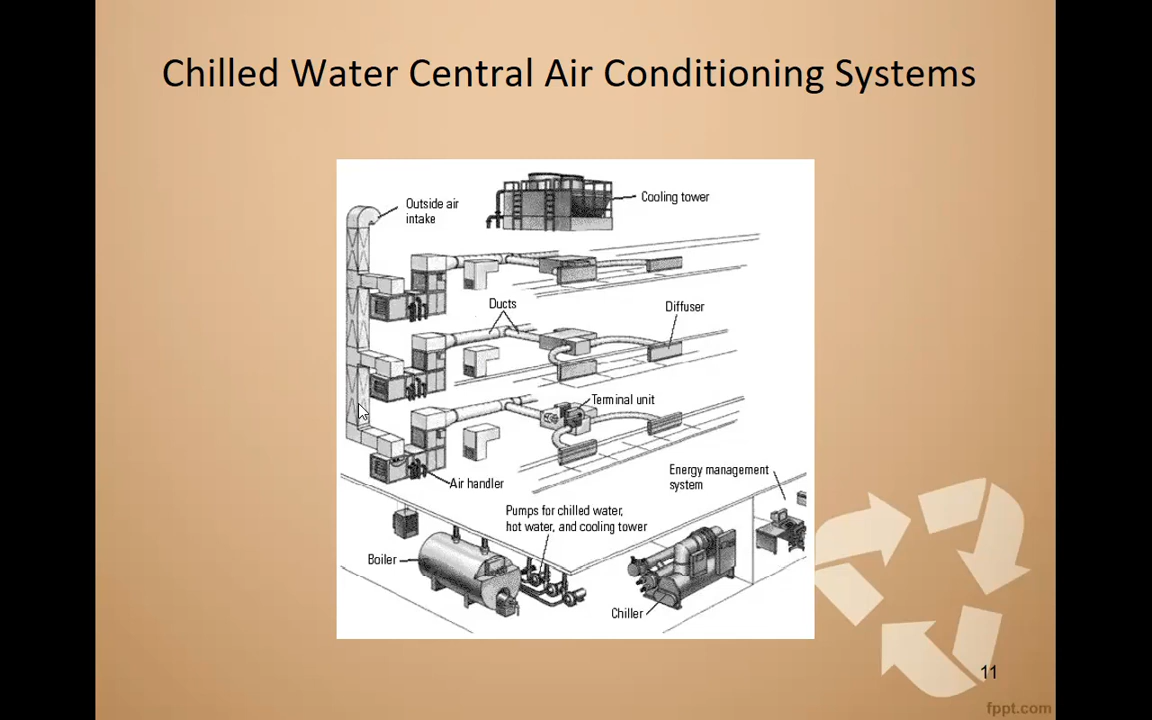 Chilled Water Central Air Conditioning Systems
Outside air
intake
Cooling tower
Ducts
Diffuser
Terminal unit
Air handler
Energy management
system
Pumps for chilled water,
hot water, and cooling tower
Boiler
Chiller
11
fppt.com